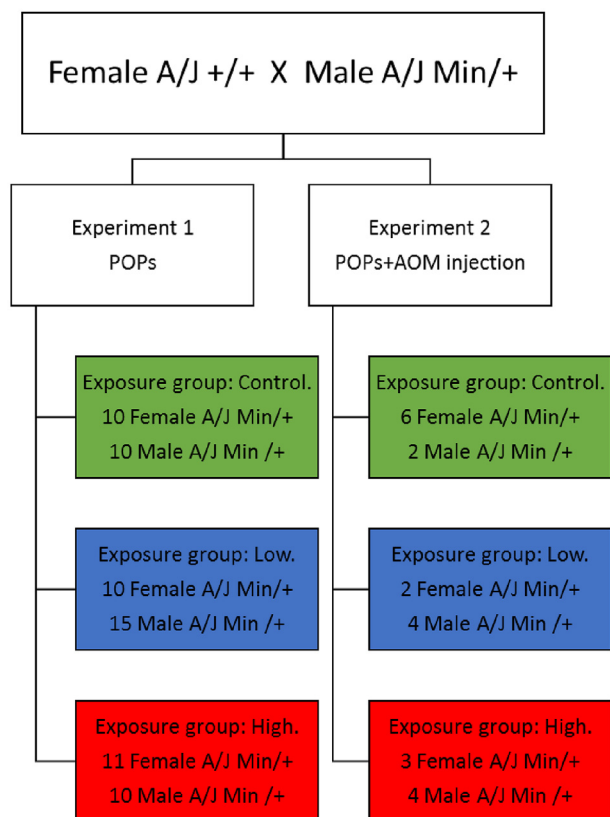 Female A/J +/+ X Male A/J Min/+
Experiment 1
POPs
Experiment 2
POPs+AOM injection
Exposure group: Control.
10 Female A/J Min/+
10 Male A/J Min /+
Exposure group: Control.
6 Female A/J Min/+
2 Male A/J Min /+
Exposure group: Low.
10 Female A/J Min/+
15 Male A/J Min /+
Exposure group: Low.
2 Female A/J Min/+
4 Male A/J Min /+
Exposure group: High.
11 Female A/J Min/+
10 Male A/J Min /+
Exposure group: High.
3 Female A/J Min/+
4 Male A/J Min /+